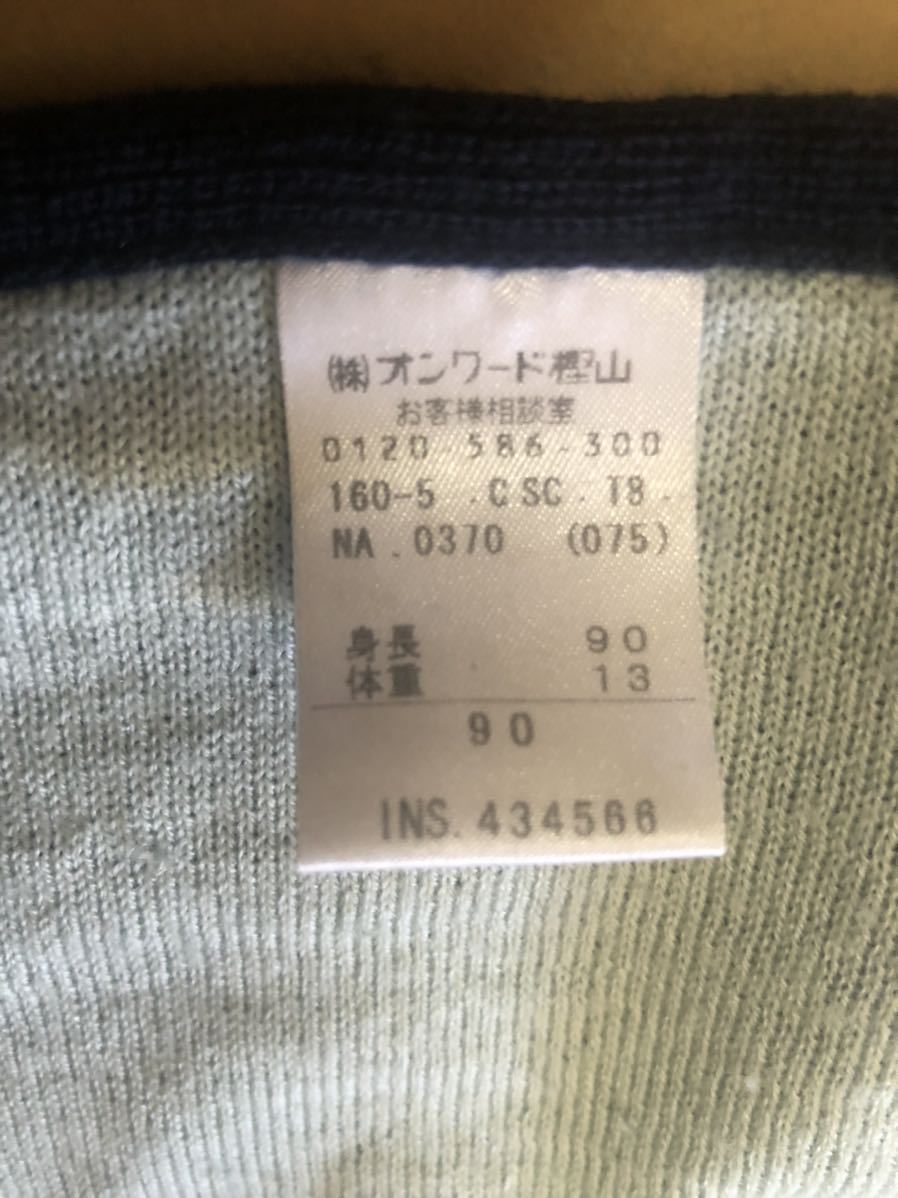 ㈱オンワード樫山
お客様相談室
0120-586-300
160-5 .CSC. T8.
NA .0370 (075)
身長 90
体重 13
90
INS. 434566